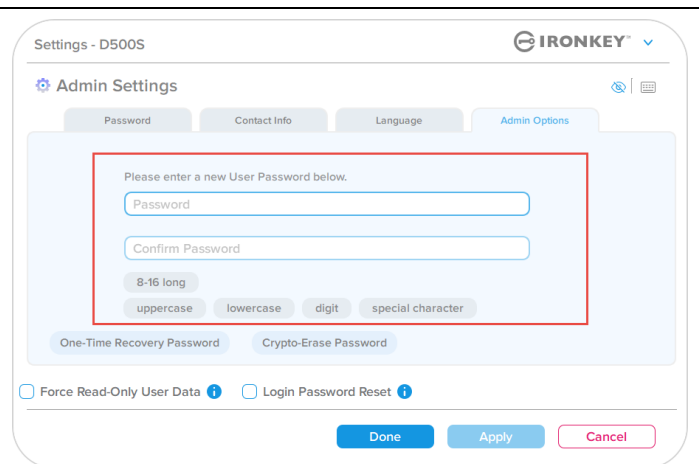 Settings - D500S
IRONKEY™
Admin Settings
Password Contact Info Language Admin Options
Please enter a new User Password below.
Password
Confirm Password
8-16 long
uppercase lowercase digit special character
One-Time Recovery Password Crypto-Erase Password
Force Read-Only User Data i Login Password Reset i
Done Apply Cancel